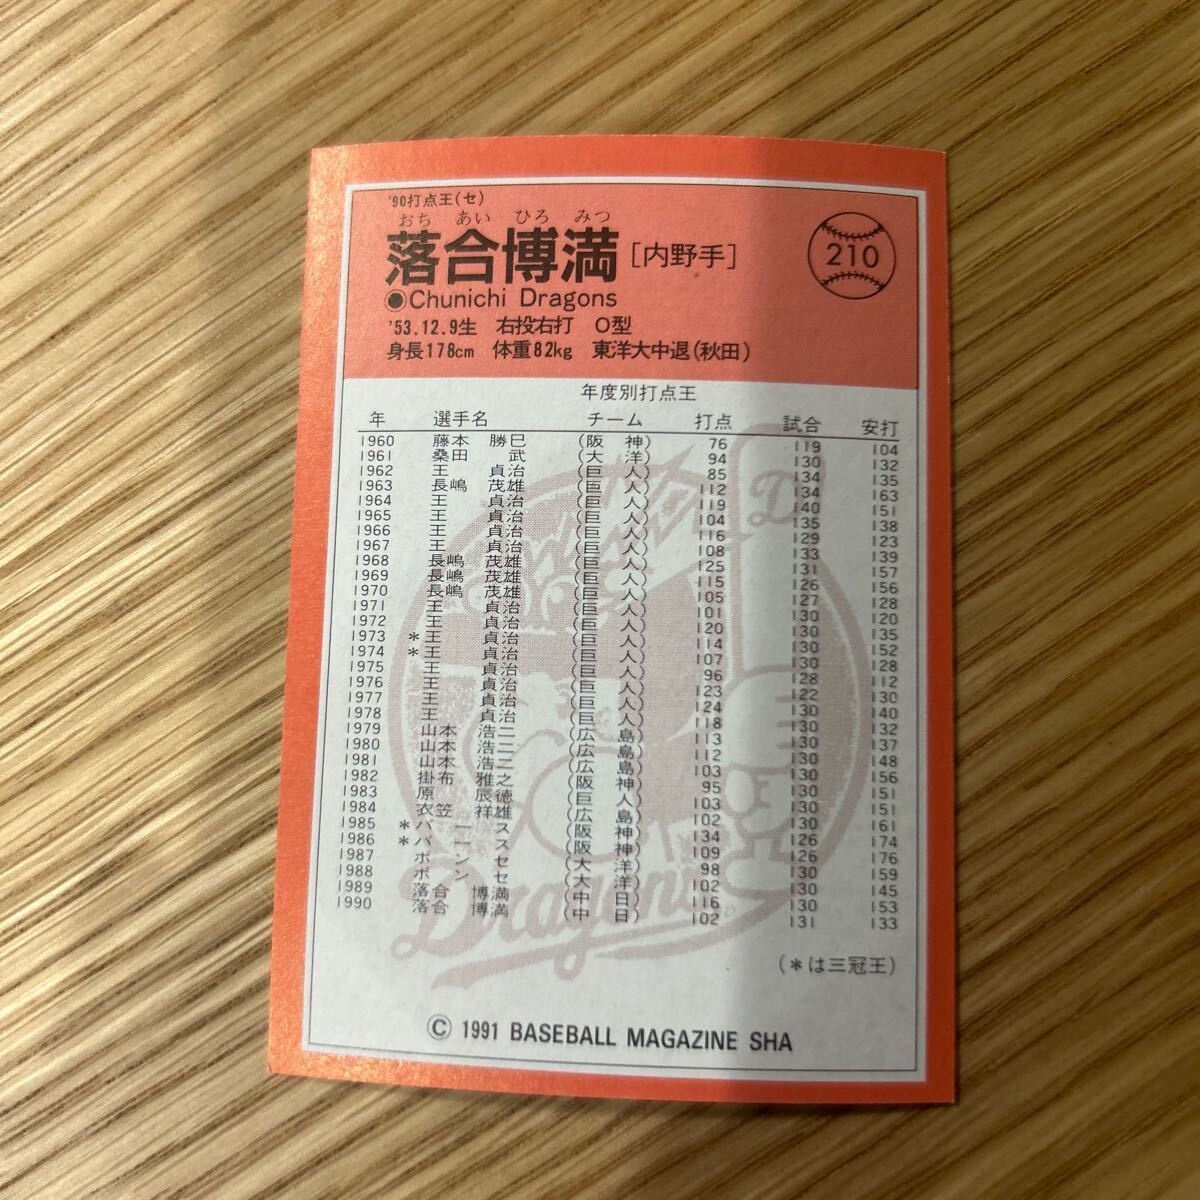 '90打点王(セ)
おち あい ひろ みつ
落合博満 [内野手]
210
●Chunichi Dragons
'53.12.9生 右投右打 O型
身長178cm 体重82kg 東洋大中退(秋田)
年度別打点王
年 選手名 チーム 打点 試合 安打
1960 藤本 勝巳 (阪神) 76 119 104
1961 桑田 武 (大洋) 94 130 132
1962 王 貞治 (巨人) 85 134 135
1963 長嶋 茂雄 (巨人) 112 134 163
1964 王 貞治 (巨人) 119 140 151
1965 王 貞治 (巨人) 104 135 138
1966 王 貞治 (巨人) 116 129 123
1967 王 貞治 (巨人) 108 133 139
1968 長嶋 茂雄 (巨人) 125 131 157
1969 長嶋 茂雄 (巨人) 115 126 156
1970 長嶋 茂雄 (巨人) 105 127 128
1971 王 貞治 (巨人) 101 130 120
1972 王 貞治 (巨人) 120 130 135
1973 *王 貞治 (巨人) 114 130 152
1974 *王 貞治 (巨人) 107 130 128
1975 王 貞治 (巨人) 96 128 112
1976 王 貞治 (巨人) 123 122 130
1977 王 貞治 (巨人) 124 130 140
1978 王 貞治 (巨人) 118 130 132
1979 山本 浩二 (広島) 113 130 137
1980 山本 浩二 (広島) 112 130 148
1981 山本 浩二 (広島) 103 130 156
1982 掛布 雅之 (阪神) 95 130 151
1983 原 辰徳 (巨人) 103 130 151
1984 衣笠 祥雄 (広島) 102 130 161
1985 *バース (阪神) 134 126 174
1986 *バース (阪神) 109 126 176
1987 ポンセ (大洋) 98 130 159
1988 ポンセ (大洋) 102 130 145
1989 落合 博満 (中日) 116 130 153
1990 落合 博満 (中日) 102 131 133
Dragons
(*は三冠王)
© 1991 BASEBALL MAGAZINE SHA